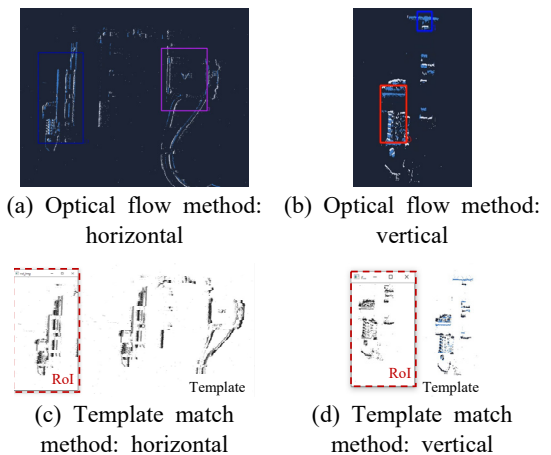 (a) Optical flow method:
horizontal
(b) Optical flow method:
vertical
RoI
Template
(c) Template match
method: horizontal
RoI
Template
(d) Template match
method: vertical